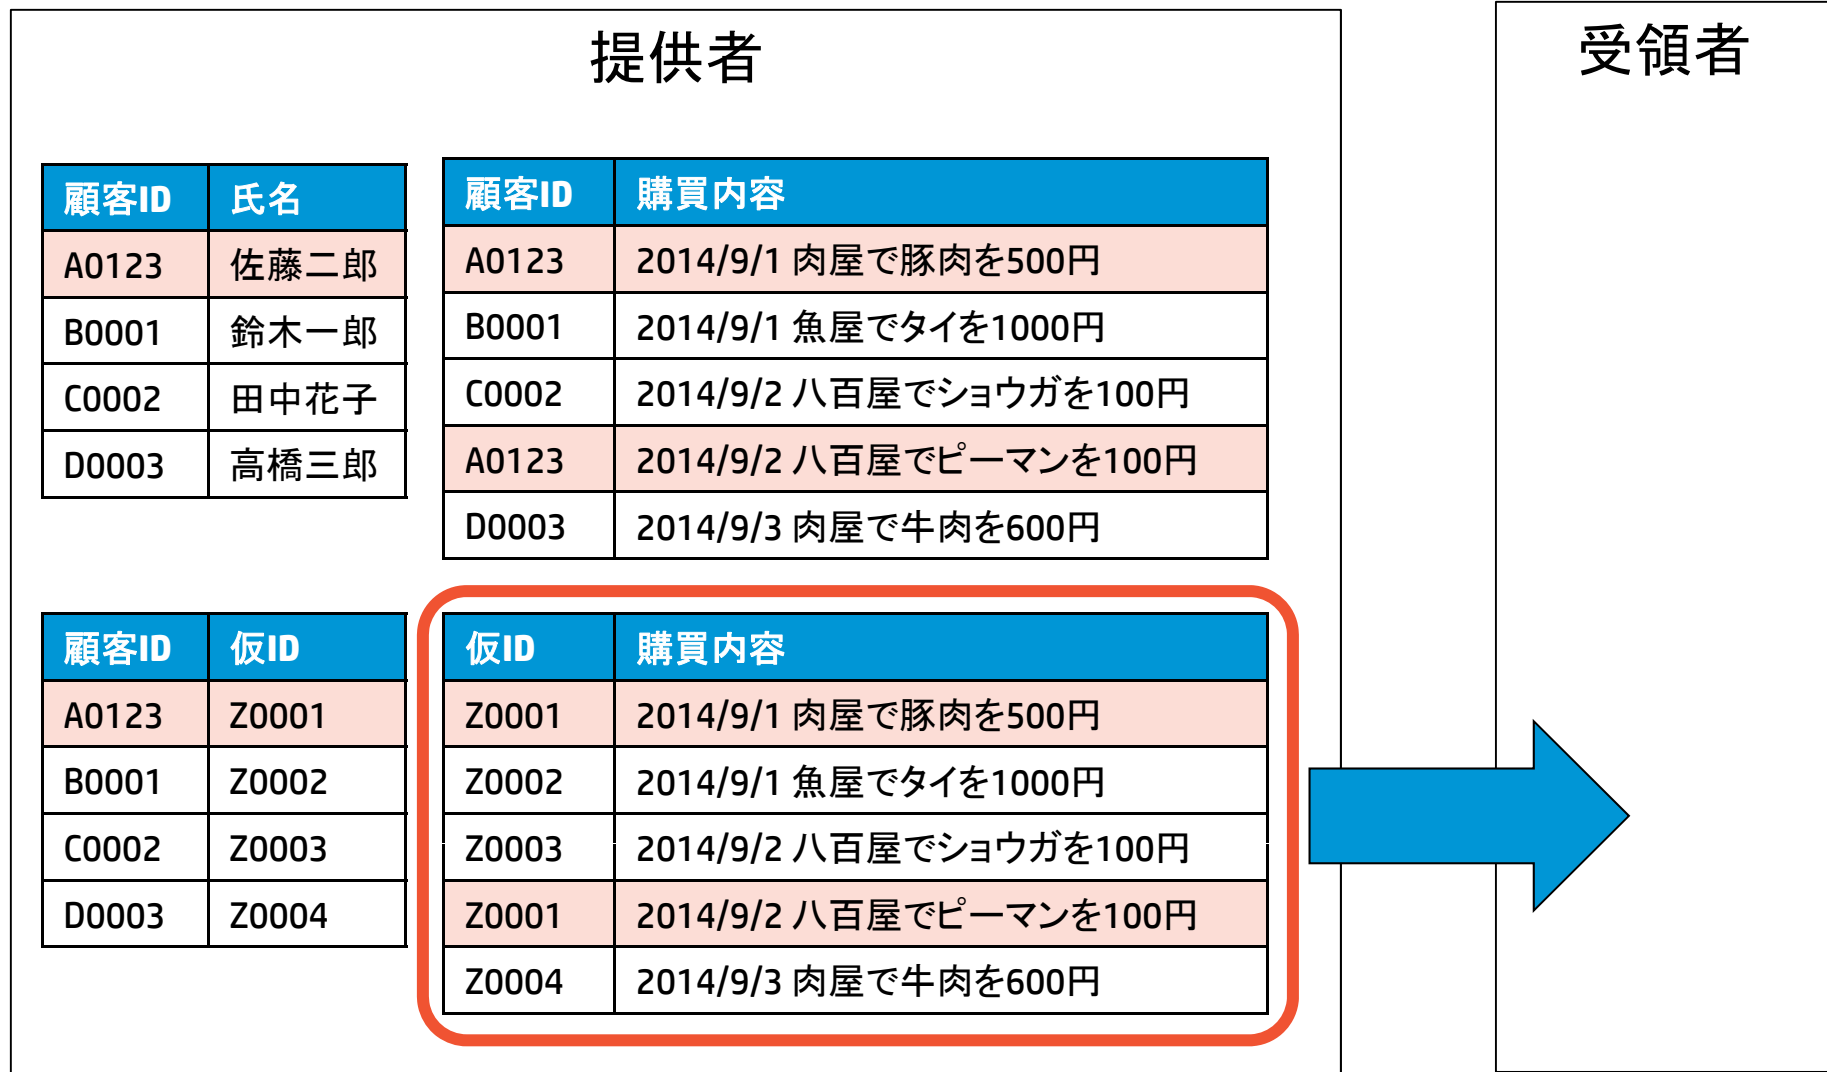 提供者
受領者
顧客ID 氏名
A0123 佐藤二郎
B0001 鈴木一郎
C0002 田中花子
D0003 高橋三郎
顧客ID 購買内容
A0123 2014/9/1 肉屋で豚肉を500円
B0001 2014/9/1 魚屋でタイを1000円
C0002 2014/9/2 八百屋でショウガを100円
A0123 2014/9/2 八百屋でピーマンを100円
D0003 2014/9/3 肉屋で牛肉を600円
顧客ID 仮ID
A0123 Z0001
B0001 Z0002
C0002 Z0003
D0003 Z0004
仮ID 購買内容
Z0001 2014/9/1 肉屋で豚肉を500円
Z0002 2014/9/1 魚屋でタイを1000円
Z0003 2014/9/2 八百屋でショウガを100円
Z0001 2014/9/2 八百屋でピーマンを100円
Z0004 2014/9/3 肉屋で牛肉を600円